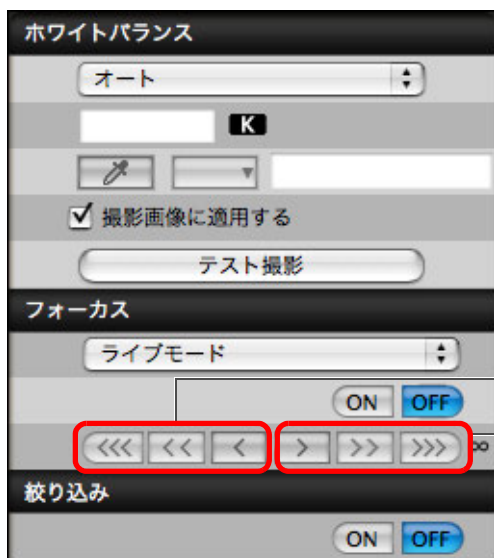 ホワイトバランス
オート
K
撮影画像に適用する
テスト撮影
フォーカス
ライブモード
ON OFF
<<< << < > >> >>> ∞
絞り込み
ON OFF